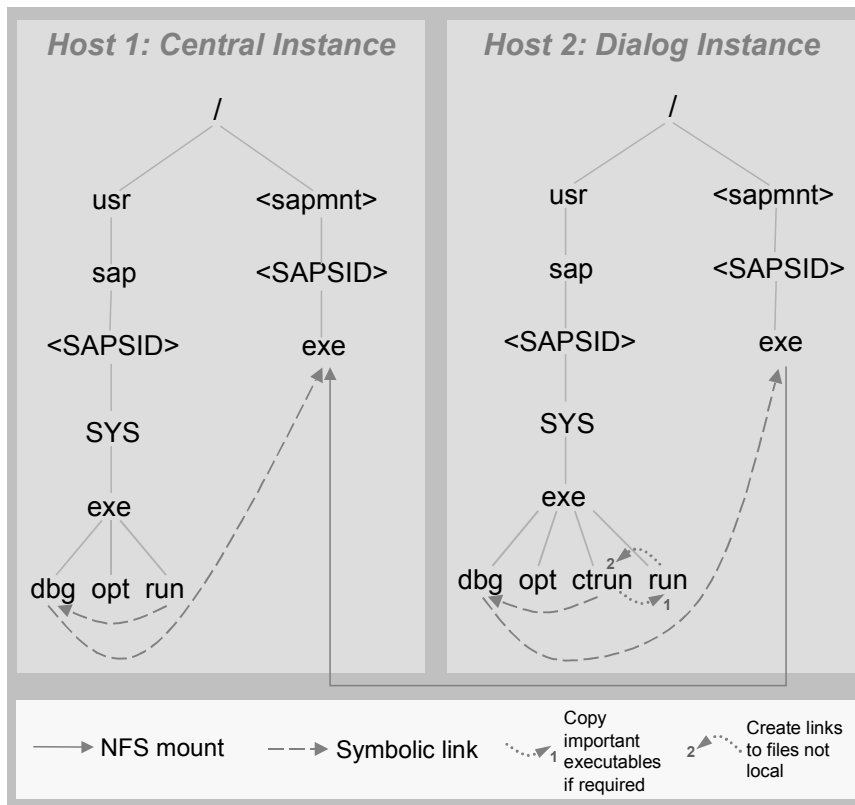 Host 1: Central Instance
/
usr <sapmnt>
sap <SAPSID>
<SAPSID> exe
SYS
exe
dbg opt run
Host 2: Dialog Instance
/
usr <sapmnt>
sap <SAPSID>
<SAPSID> exe
SYS
exe
2
dbg opt ctrun run
1
NFS mount
Symbolic link
1
Copy
important
executables
if required
2
Create links
to files not
local